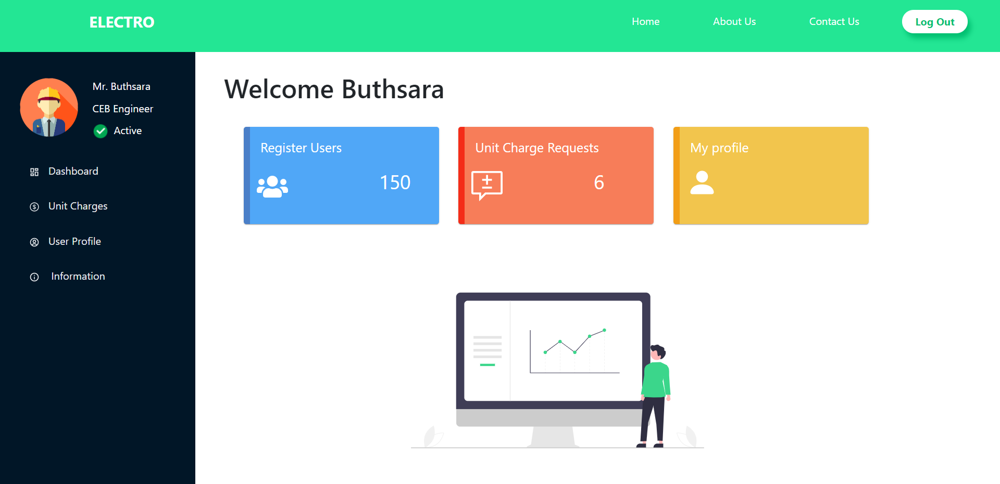 ELECTRO
Home
About Us
Contact Us
Log Out
Mr. Buthsara
CEB Engineer
Active
Dashboard
Unit Charges
User Profile
Information
Welcome Buthsara
Register Users
150
Unit Charge Requests
6
My profile